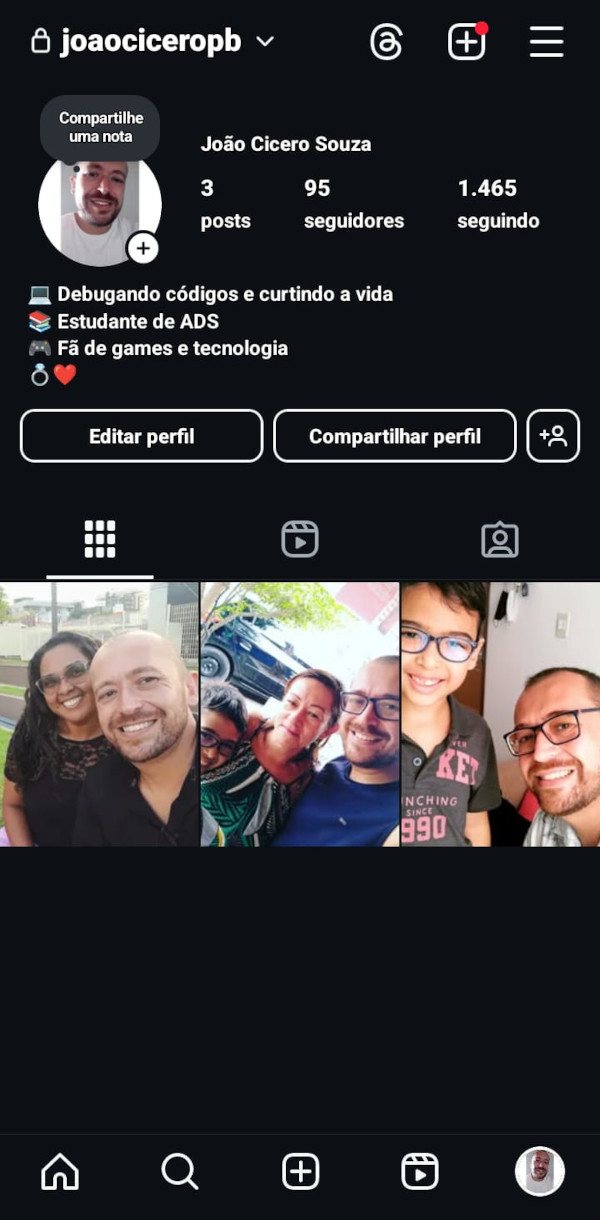 joaociceropb
Compartilhe
uma nota
João Cicero Souza
3 95 1.465
posts seguidores seguindo
💻 Debugando códigos e curtindo a vida
📚 Estudante de ADS
🎮 Fã de games e tecnologia
💍❤️
Editar perfil Compartilhar perfil
KET
NCHING
SINCE
990